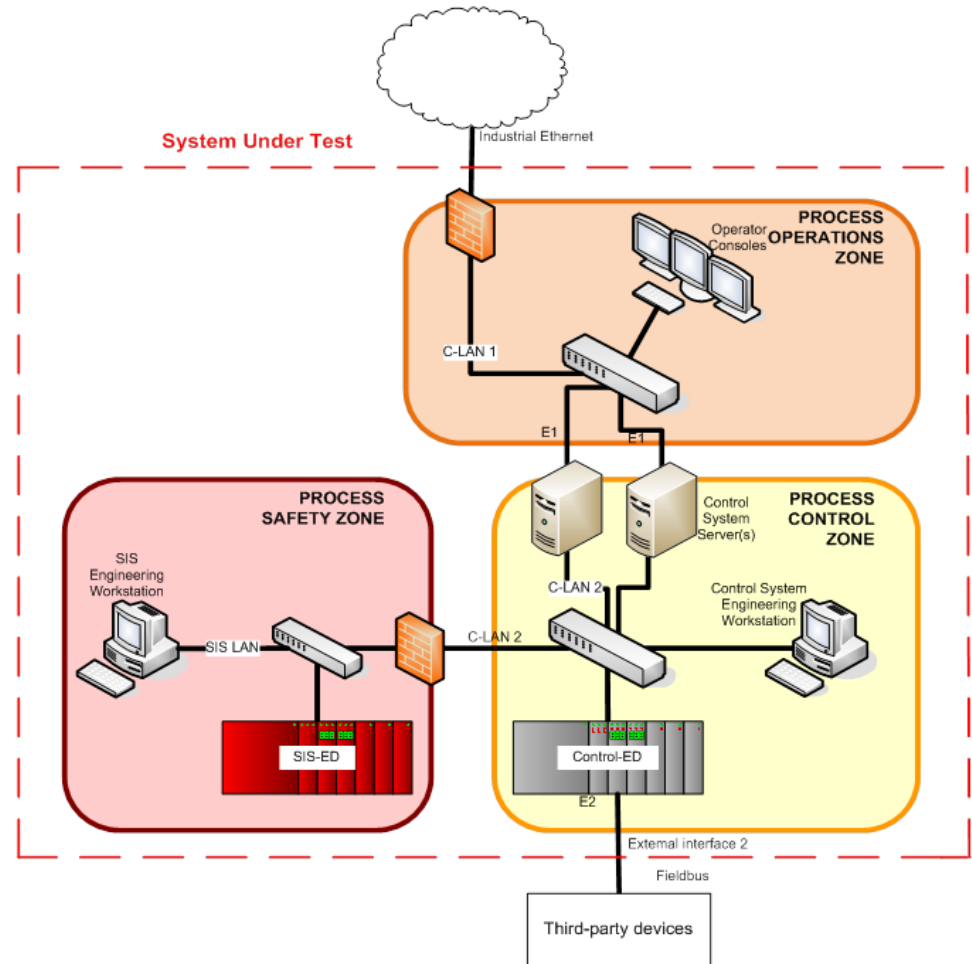 Industrial Ethernet
System Under Test
PROCESS
OPERATIONS
ZONE
Operator
Consoles
C-LAN 1
E1
E1
PROCESS
SAFETY ZONE
PROCESS
CONTROL
ZONE
Control
System
Server(s)
SIS
Engineering
Workstation
C-LAN 2
Control System
Engineering
Workstation
SIS LAN
C-LAN 2
SIS-ED
Control-ED
E2
External interface 2
Fieldbus
Third-party devices